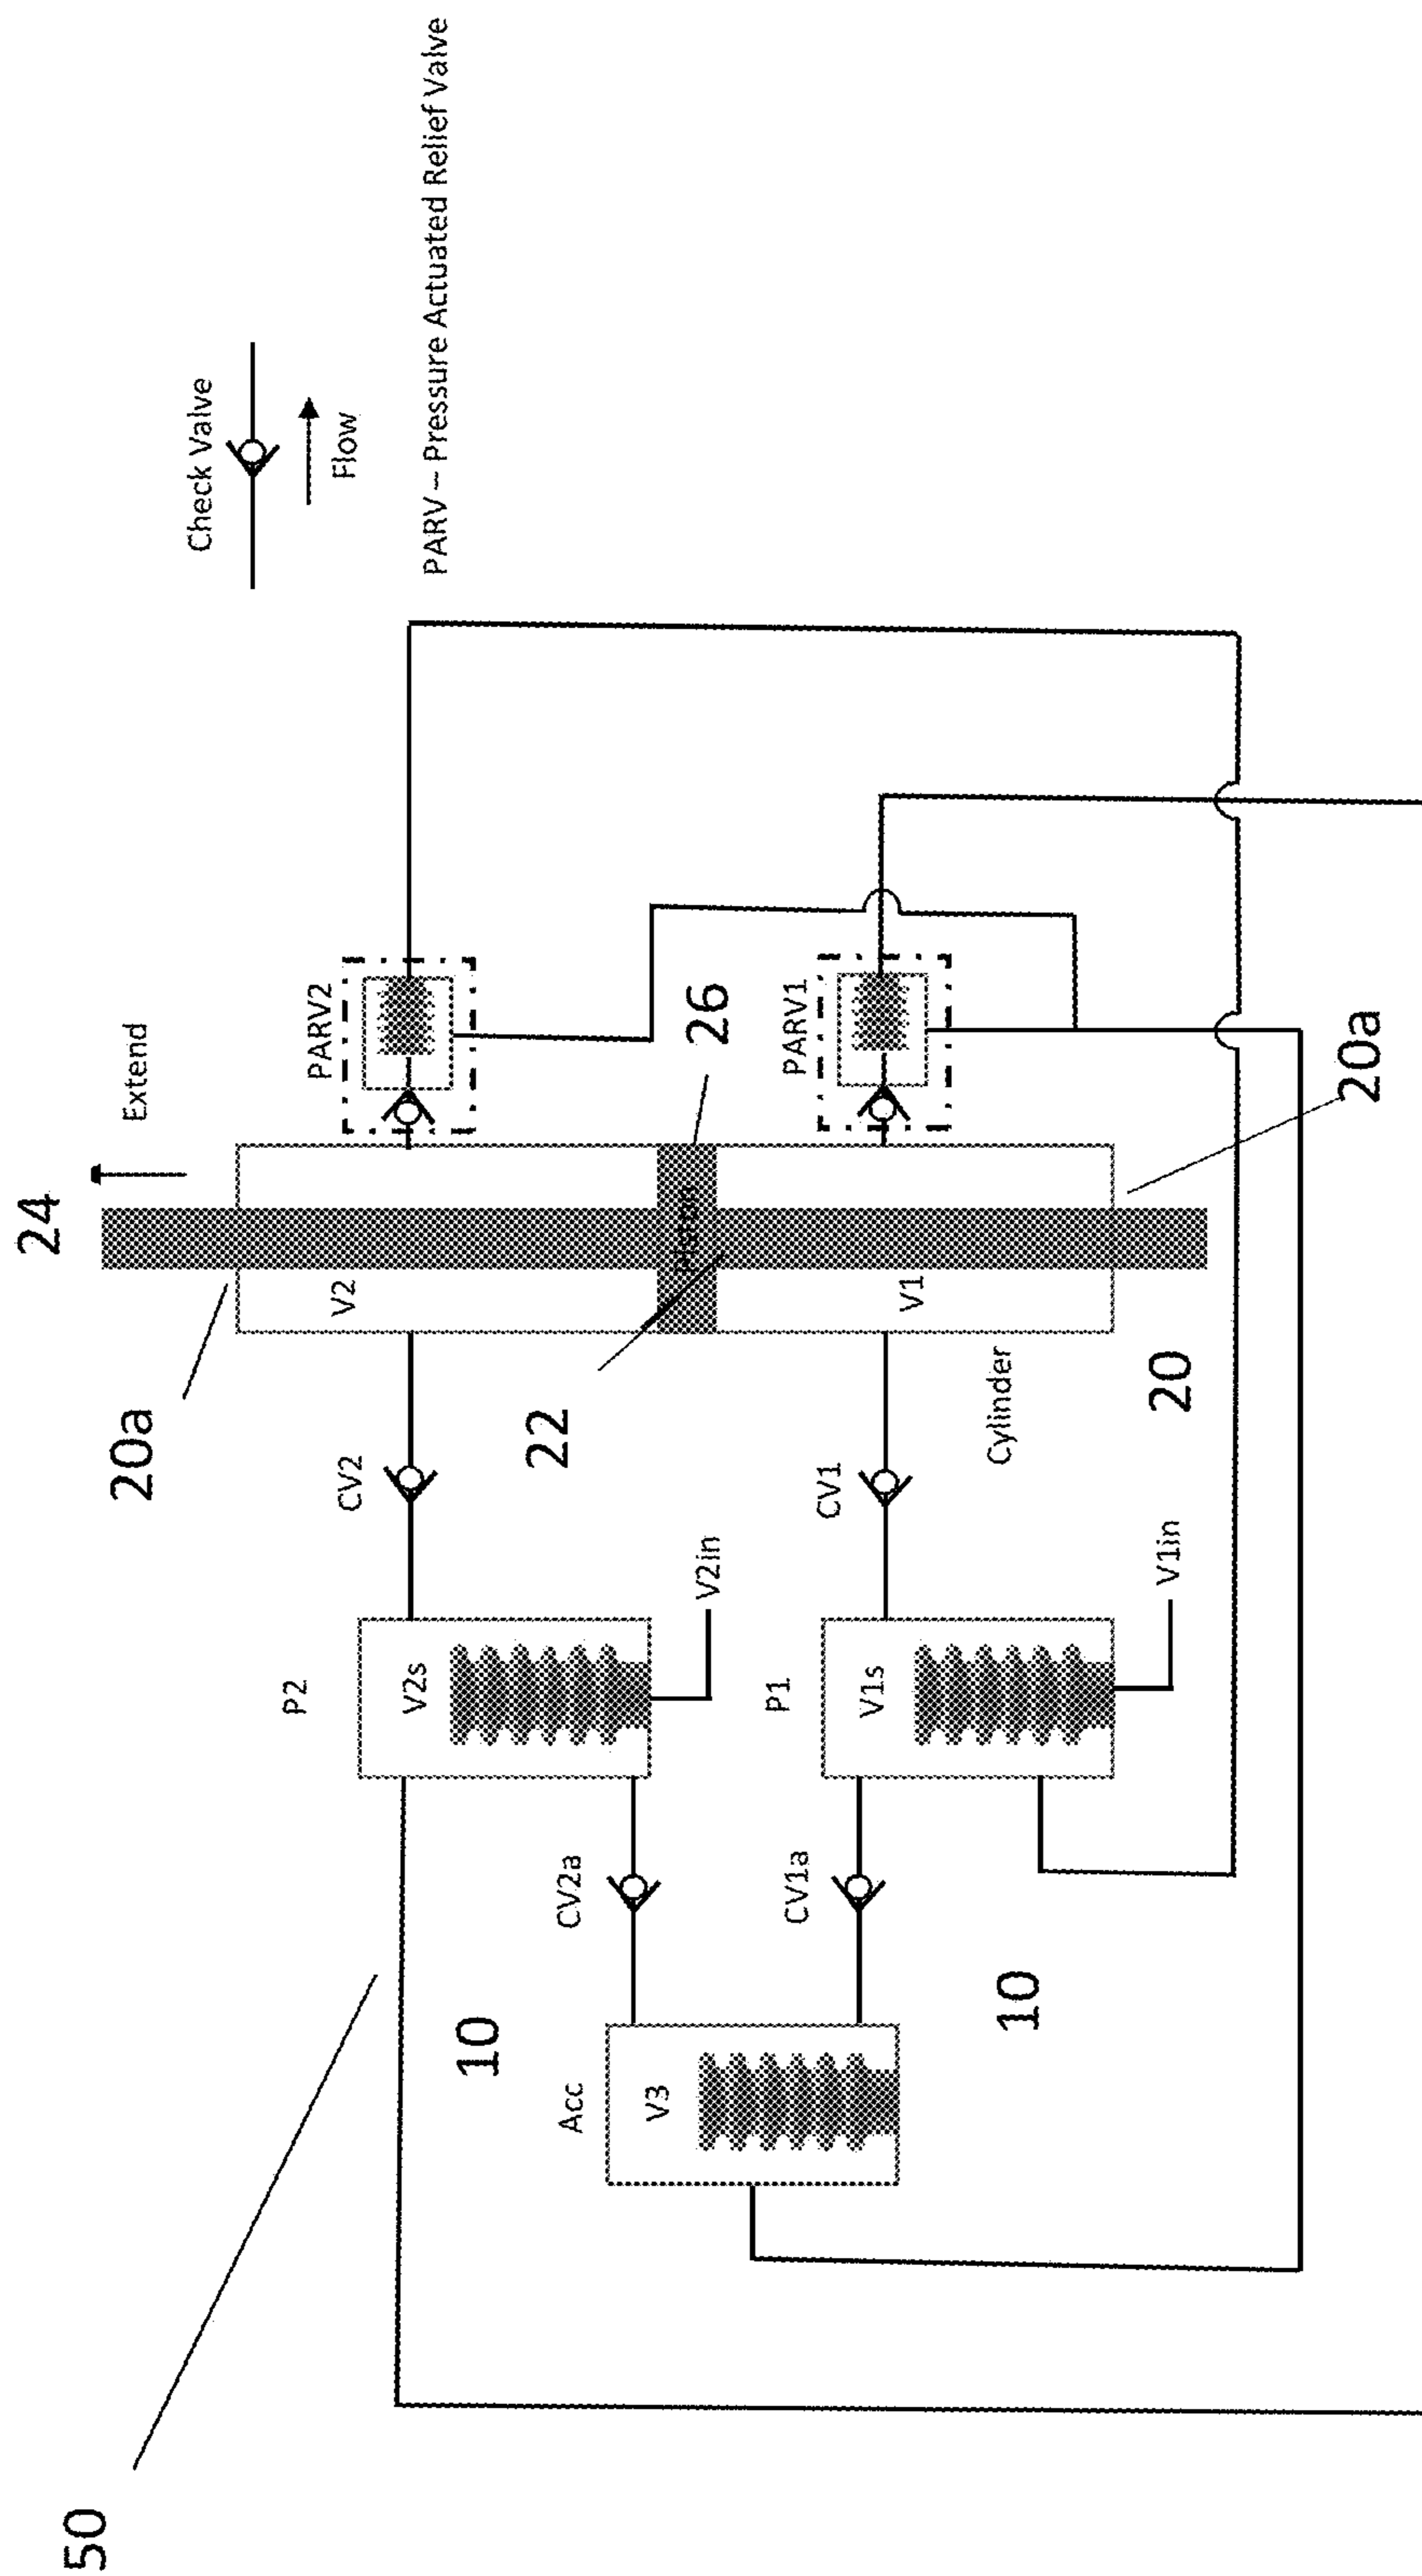 24
50
20a
Extend
Check Valve
P2
PARV2
CV2
V2
Flow
V2s
PARV – Pressure Actuated Relief Valve
10
22
Acc
CV2a
V3
Piston
V2in
26
P1
PARV1
CV1a
CV1
V1s
V1
Cylinder
10
V1in
20
20a